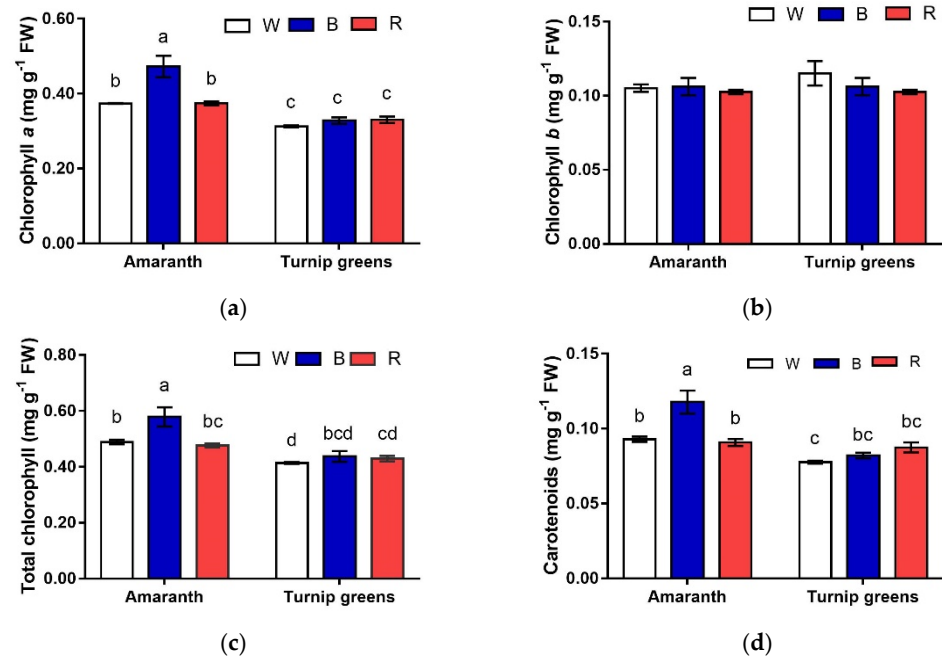 Chlorophyll a (mg g-1 FW)
0.60
0.40
0.20
0.00
W B R
b a b c c c
Amaranth Turnip greens
(a)
Chlorophyll b (mg g-1 FW)
0.15
0.10
0.05
0.00
W B R
Amaranth Turnip greens
(b)
Total chlorophyll (mg g-1 FW)
0.80
0.60
0.40
0.20
0.00
W B R
b a bc d bcd cd
Amaranth Turnip greens
(c)
Carotenoids (mg g-1 FW)
0.15
0.10
0.05
0.00
W B R
b a b c bc bc
Amaranth Turnip greens
(d)